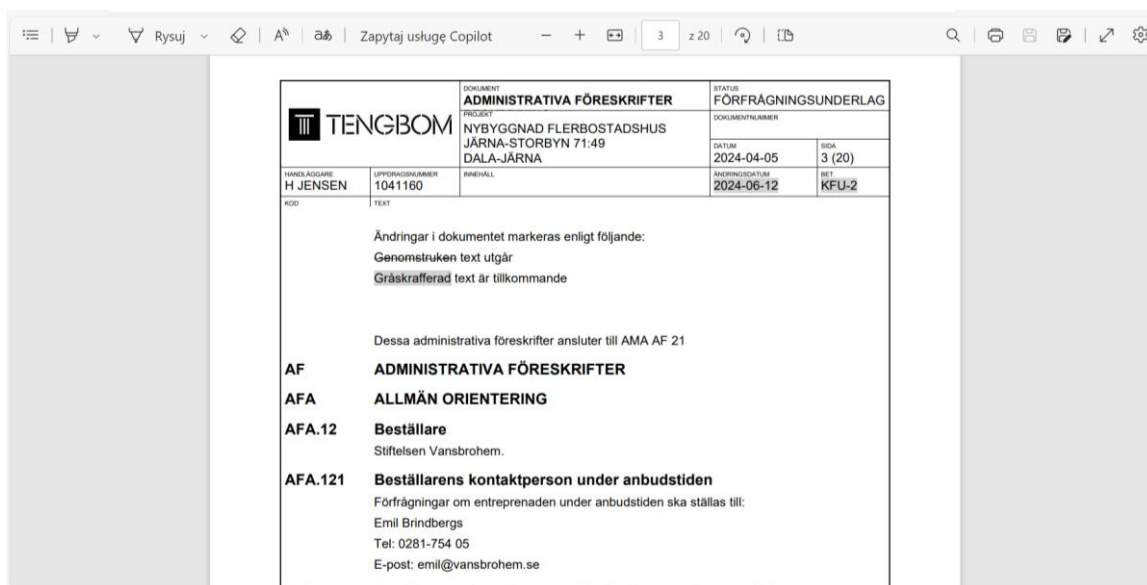 Rysuj
A
aあ
Zapytaj usługę Copilot
3
z 20
TENGBOM
DOKUMENT
ADMINISTRATIVA FÖRESKRIFTER
STATUS
FÖRFRÅGNINGSUNDERLAG
PROJEKT
NYBYGGNAD FLERBOSTADSHUS
JÄRNA-STORBYN 71:49
DALA-JÄRNA
DOKUMENTNUMMER
DATUM
2024-04-05
SIDA
3 (20)
HANDLÄGGARE
H JENSEN
UPPDRAGSNUMMER
1041160
INNEHÅLL
ÄNDRINGSDATUM
2024-06-12
BET.
KFU-2
KOD
TEXT
Ändringar i dokumentet markeras enligt följande:
Genomstruken text utgår
Gråskrafferad text är tillkommande
Dessa administrativa föreskrifter ansluter till AMA AF 21
AF ADMINISTRATIVA FÖRESKRIFTER
AFA ALLMÄN ORIENTERING
AFA.12 Beställare
Stiftelsen Vansbrohem.
AFA.121 Beställarens kontaktperson under anbudstiden
Förfrågningar om entreprenaden under anbudstiden ska ställas till:
Emil Brindbergs
Tel: 0281-754 05
E-post: emil@vansbrohem.se